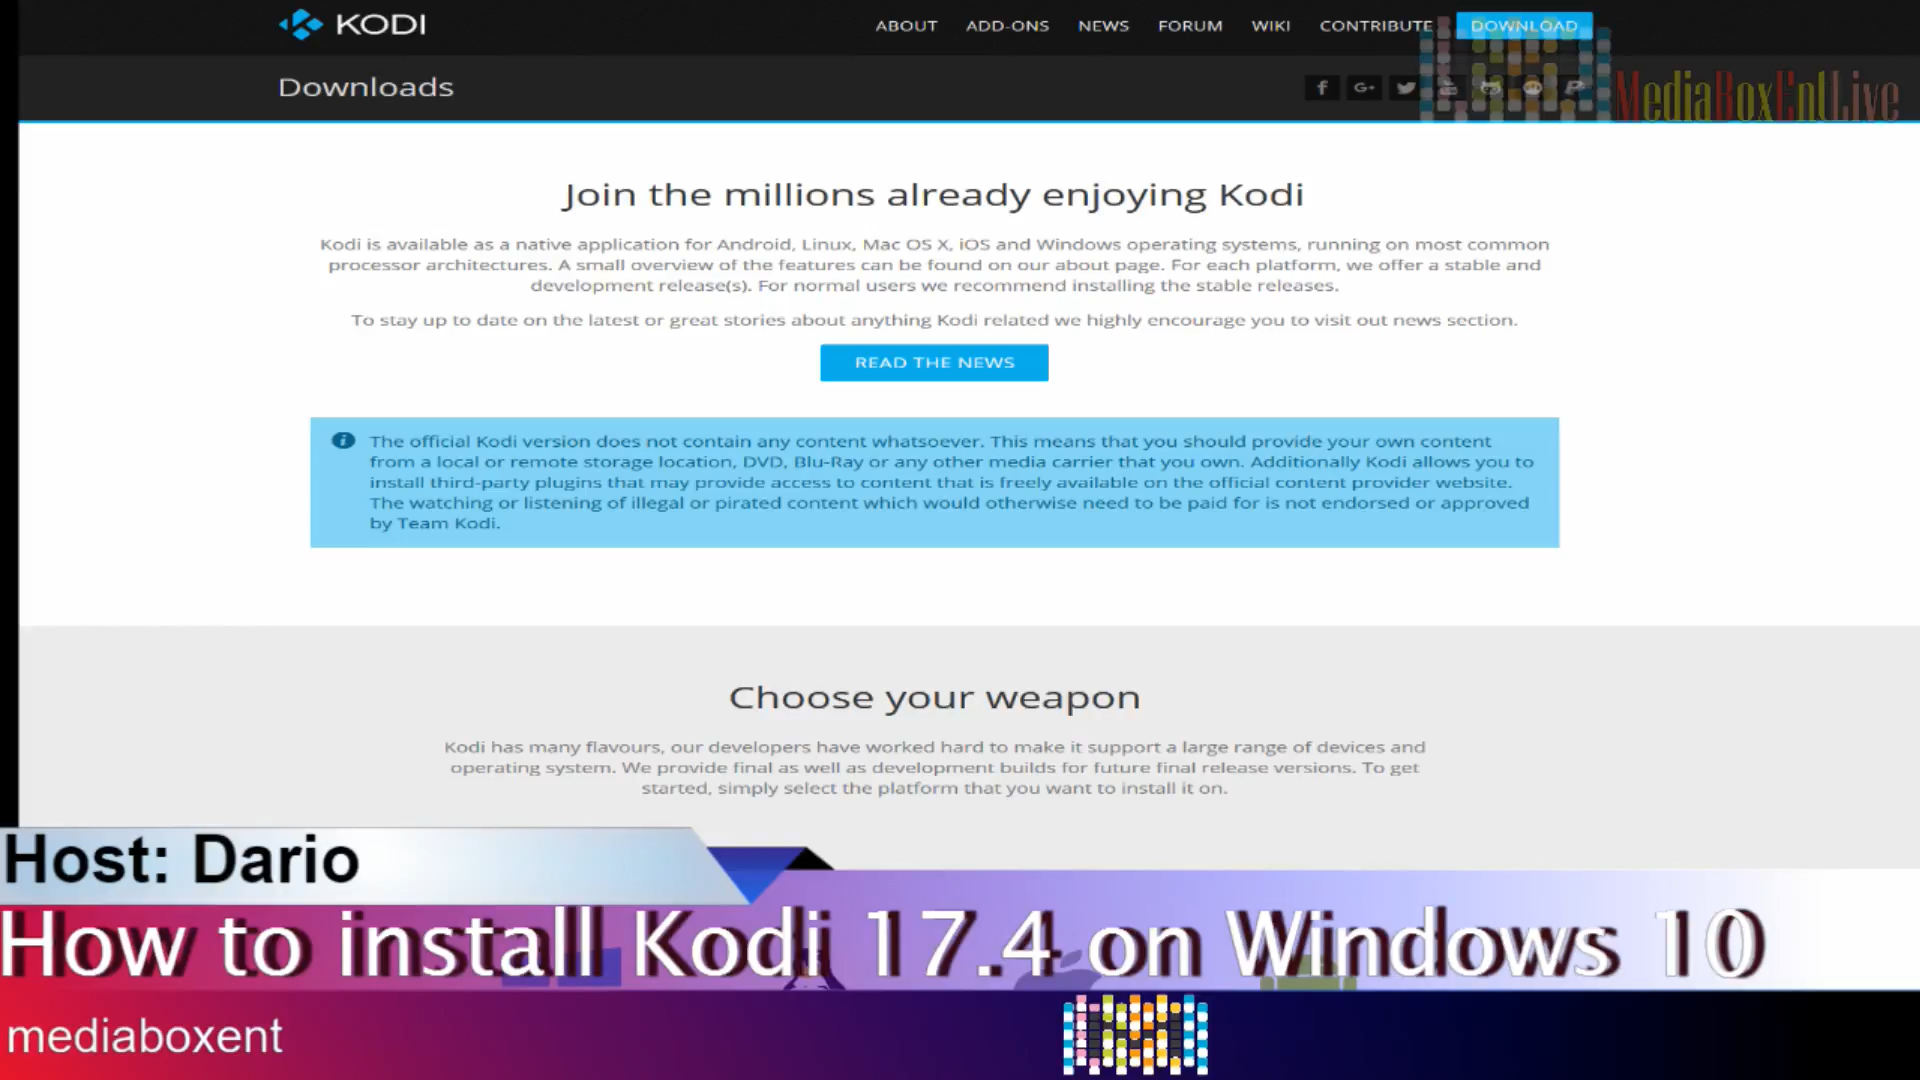 KODI
ABOUT ADD-ONS NEWS FORUM WIKI CONTRIBUTE DOWNLOAD
Downloads
MediaBoxEntLive
Join the millions already enjoying Kodi
Kodi is available as a native application for Android, Linux, Mac OS X, iOS and Windows operating systems, running on most common
processor architectures. A small overview of the features can be found on our about page. For each platform, we offer a stable and
development release(s). For normal users we recommend installing the stable releases.
To stay up to date on the latest or great stories about anything Kodi related we highly encourage you to visit out news section.
READ THE NEWS
The official Kodi version does not contain any content whatsoever. This means that you should provide your own content
from a local or remote storage location, DVD, Blu-Ray or any other media carrier that you own. Additionally Kodi allows you to
install third-party plugins that may provide access to content that is freely available on the official content provider website.
The watching or listening of illegal or pirated content which would otherwise need to be paid for is not endorsed or approved
by Team Kodi.
Choose your weapon
Kodi has many flavours, our developers have worked hard to make it support a large range of devices and
operating system. We provide final as well as development builds for future final release versions. To get
started, simply select the platform that you want to install it on.
Host: Dario
How to install Kodi 17.4 on Windows 10
mediaboxent